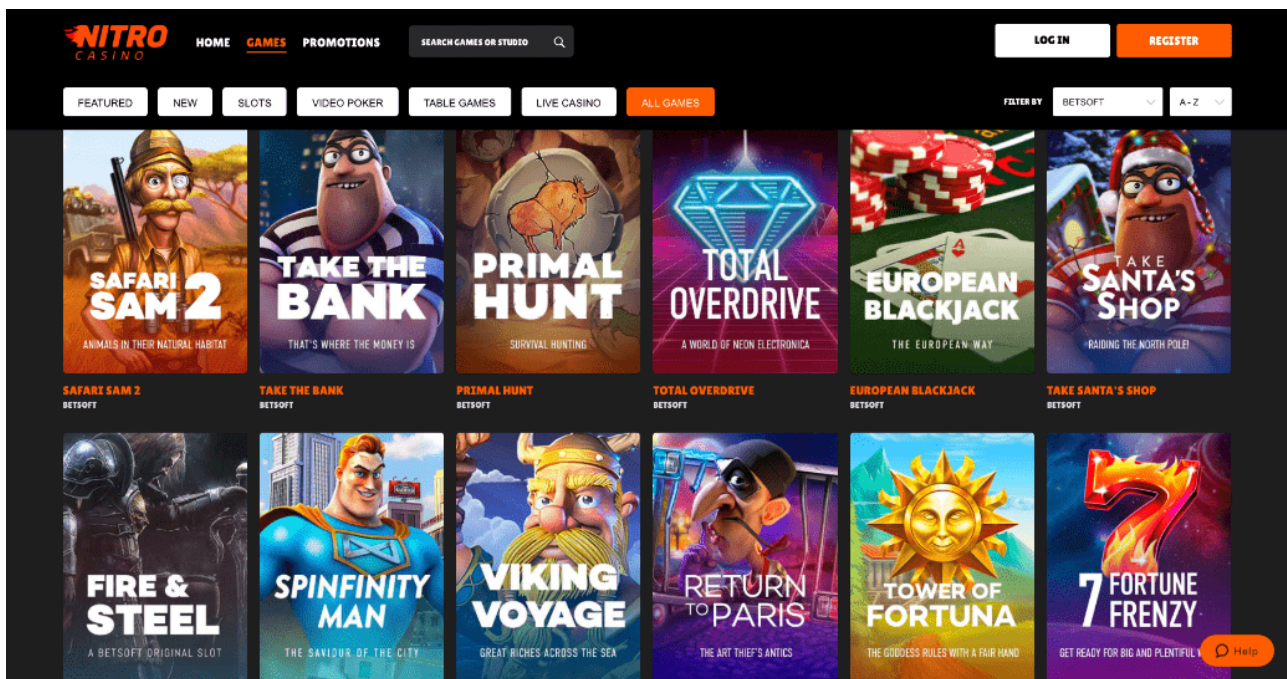 NITRO
CASINO
HOME GAMES PROMOTIONS
SEARCH GAMES OR STUDIO
LOG IN
REGISTER
FEATURED
NEW
SLOTS
VIDEO POKER
TABLE GAMES
LIVE CASINO
ALL GAMES
FILTER BY
BETSOFT
A - Z
SAFARI
SAM 2
ANIMALS IN THEIR NATURAL HABITAT
TAKE THE
BANK
THAT'S WHERE THE MONEY IS
PRIMAL
HUNT
SURVIVAL HUNTING
TOTAL
OVERDRIVE
A WORLD OF NEON ELECTRONICA
A
EUROPEAN
BLACKJACK
THE EUROPEAN WAY
TAKE
SANTA'S
SHOP
RAIDING THE NORTH POLE!
SAFARI SAM 2
BETSOFT
TAKE THE BANK
BETSOFT
PRIMAL HUNT
BETSOFT
TOTAL OVERDRIVE
BETSOFT
EUROPEAN BLACKJACK
BETSOFT
TAKE SANTA'S SHOP
BETSOFT
FIRE &
STEEL
A BETSOFT ORIGINAL SLOT
SPINFINITY
MAN
THE SAVIOUR OF THE CITY
VIKING
VOYAGE
GREAT RICHES ACROSS THE SEA
RETURN
TO PARIS
THE ART THIEF'S ANTICS
TOWER OF
FORTUNA
THE GODDESS RULES WITH A FAIR HAND
7 FORTUNE
FRENZY
GET READY FOR BIG AND PLENTIFUL
Help